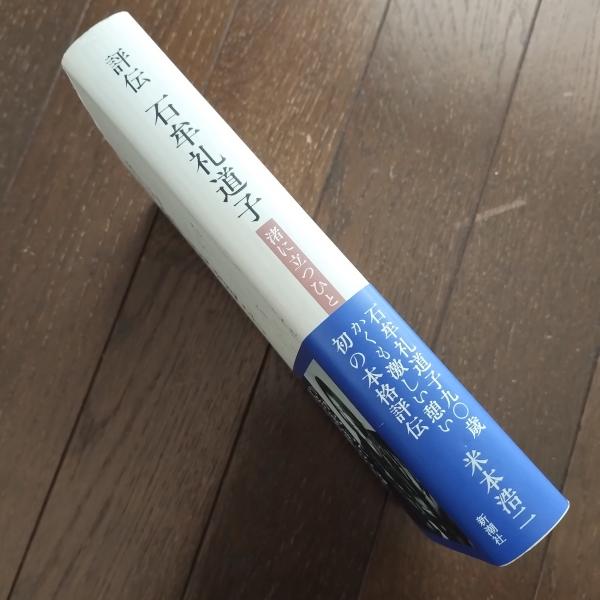 評伝 石牟礼道子
渚に立つひと
石牟礼道子九〇歳
かくも激しい憩い
初の本格評伝
米本浩二
新潮社